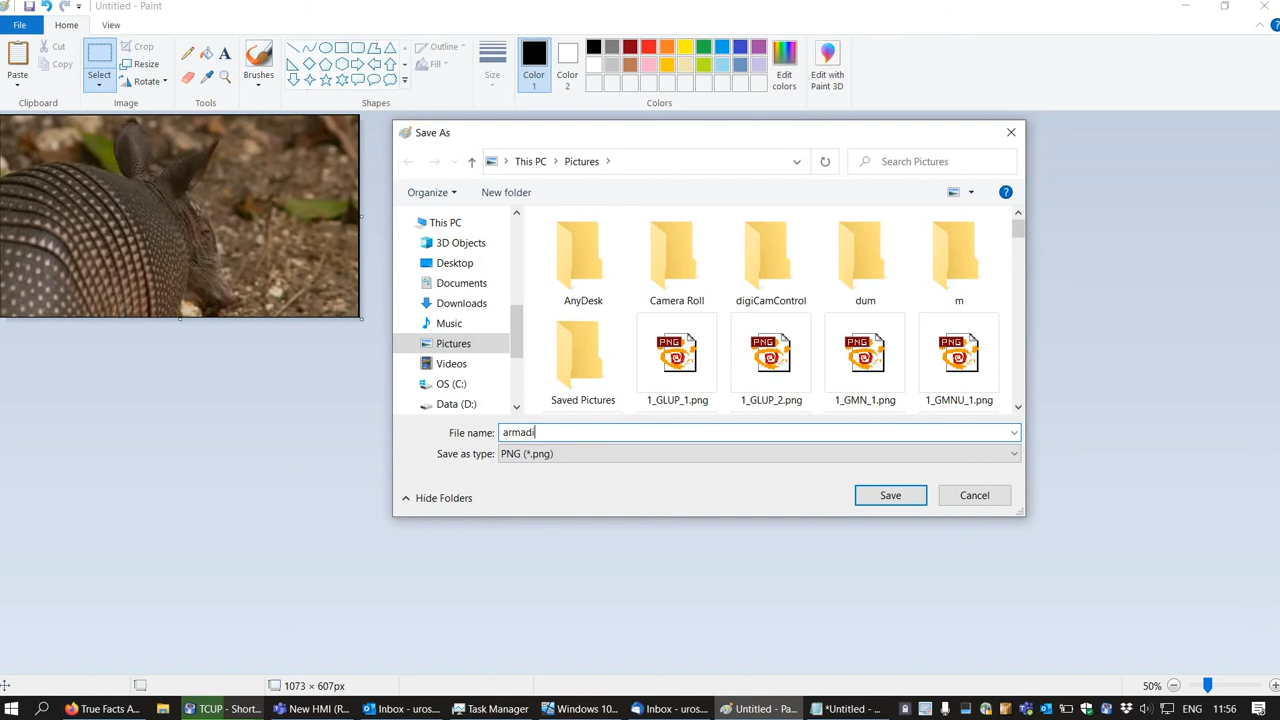 Untitled - Paint
File Home View
Paste Cut Copy Clipboard
Select Crop Resize Rotate Image
Tools
Brushes
Outline Fill Shapes
Size
Color 1
Color 2
Edit colors
Colors
Edit with Paint 3D
Save As
This PC Pictures
Search Pictures
Organize New folder
This PC
3D Objects
Desktop
Documents
Downloads
Music
Pictures
Videos
OS (C:)
Data (D:)
AnyDesk Camera Roll digiCamControl dum m
PNG PNG PNG PNG
Saved Pictures 1_GLUP_1.png 1_GLUP_2.png 1_GMN_1.png 1_GMNU_1.png
File name: armadi
Save as type: PNG (*.png)
Hide Folders Save Cancel
1073 × 607px 50%
True Facts A... TCUP - Short... New HMI (R... Inbox - uros... Task Manager Windows 10... Inbox - uros... Untitled - Pa... *Untitled - ... ENG 11:56